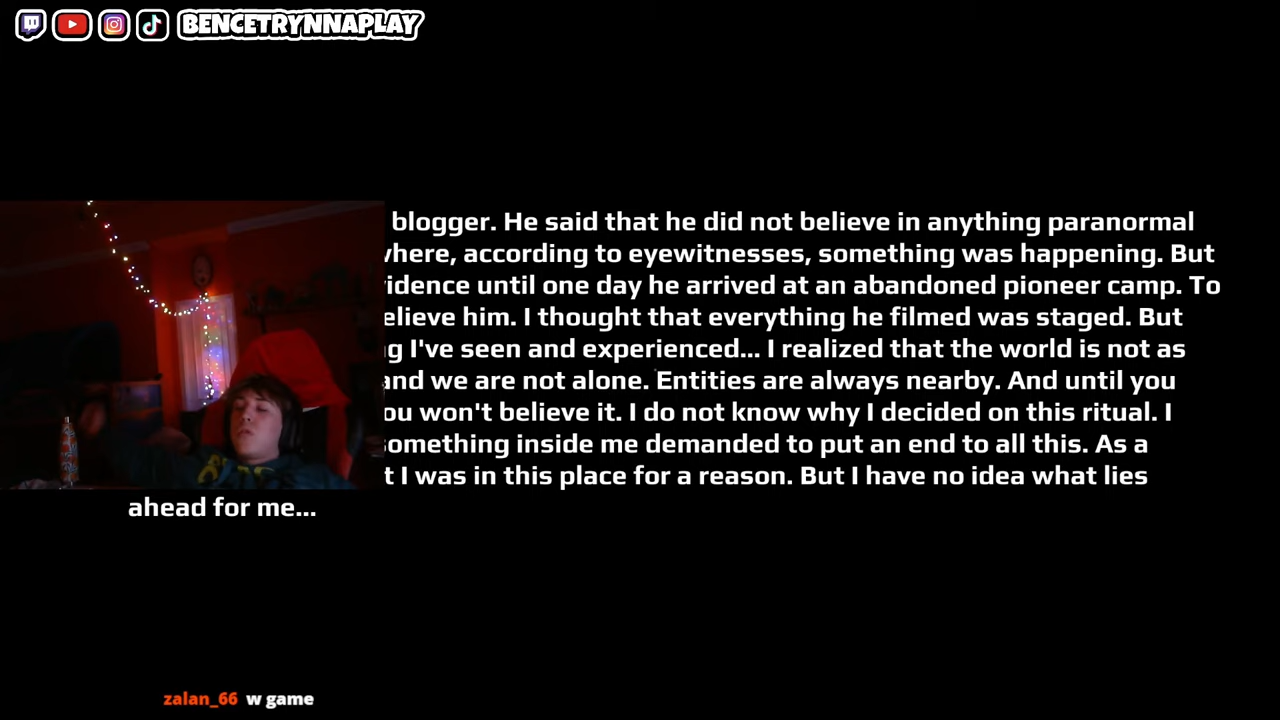 BENCETRYNNAPLAY
blogger. He said that he did not believe in anything paranormal
where, according to eyewitnesses, something was happening. But
until one day he arrived at an abandoned pioneer camp. To
him. I thought that everything he filmed was staged. But
I've seen and experienced... I realized that the world is not as
and we are not alone. Entities are always nearby. And until you
won't believe it. I do not know why I decided on this ritual. I
something inside me demanded to put an end to all this. As a
I was in this place for a reason. But I have no idea what lies
ahead for me...
zalan_66 w game